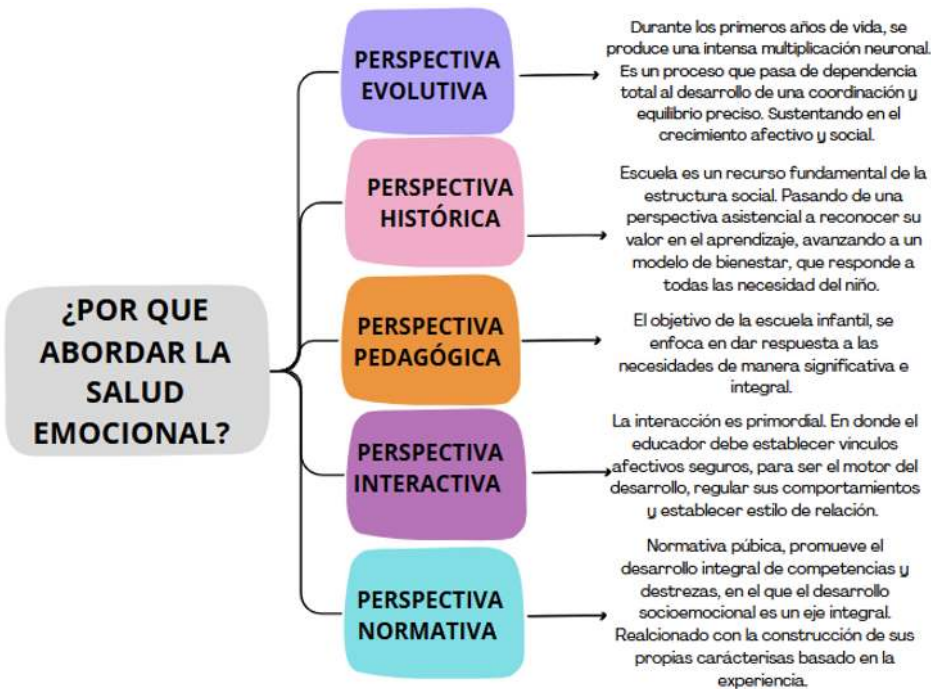 ¿POR QUE
ABORDAR LA
SALUD
EMOCIONAL?
PERSPECTIVA
EVOLUTIVA
Durante los primeros años de vida, se
produce una intensa multiplicación neuronal.
Es un proceso que pasa de dependencia
total al desarrollo de una coordinación y
equilibrio preciso. Sustentando en el
crecimiento afectivo y social.
PERSPECTIVA
HISTÓRICA
Escuela es un recurso fundamental de la
estructura social. Pasando de una
perspectiva asistencial a reconocer su
valor en el aprendizaje, avanzando a un
modelo de bienestar, que responde a
todas las necesidad del niño.
PERSPECTIVA
PEDAGÓGICA
El objetivo de la escuela infantil, se
enfoca en dar respuesta a las
necesidades de manera significativa e
integral.
PERSPECTIVA
INTERACTIVA
La interacción es primordial. En donde el
educador debe establecer vínculos
afectivos seguros, para ser el motor del
desarrollo, regular sus comportamientos
y establecer estilo de relación.
PERSPECTIVA
NORMATIVA
Normativa púbica, promueve el
desarrollo integral de competencias y
destrezas, en el que el desarrollo
socioemocional es un eje integral.
Realcionado con la construcción de sus
propias carácterisas basado en la
experiencia.